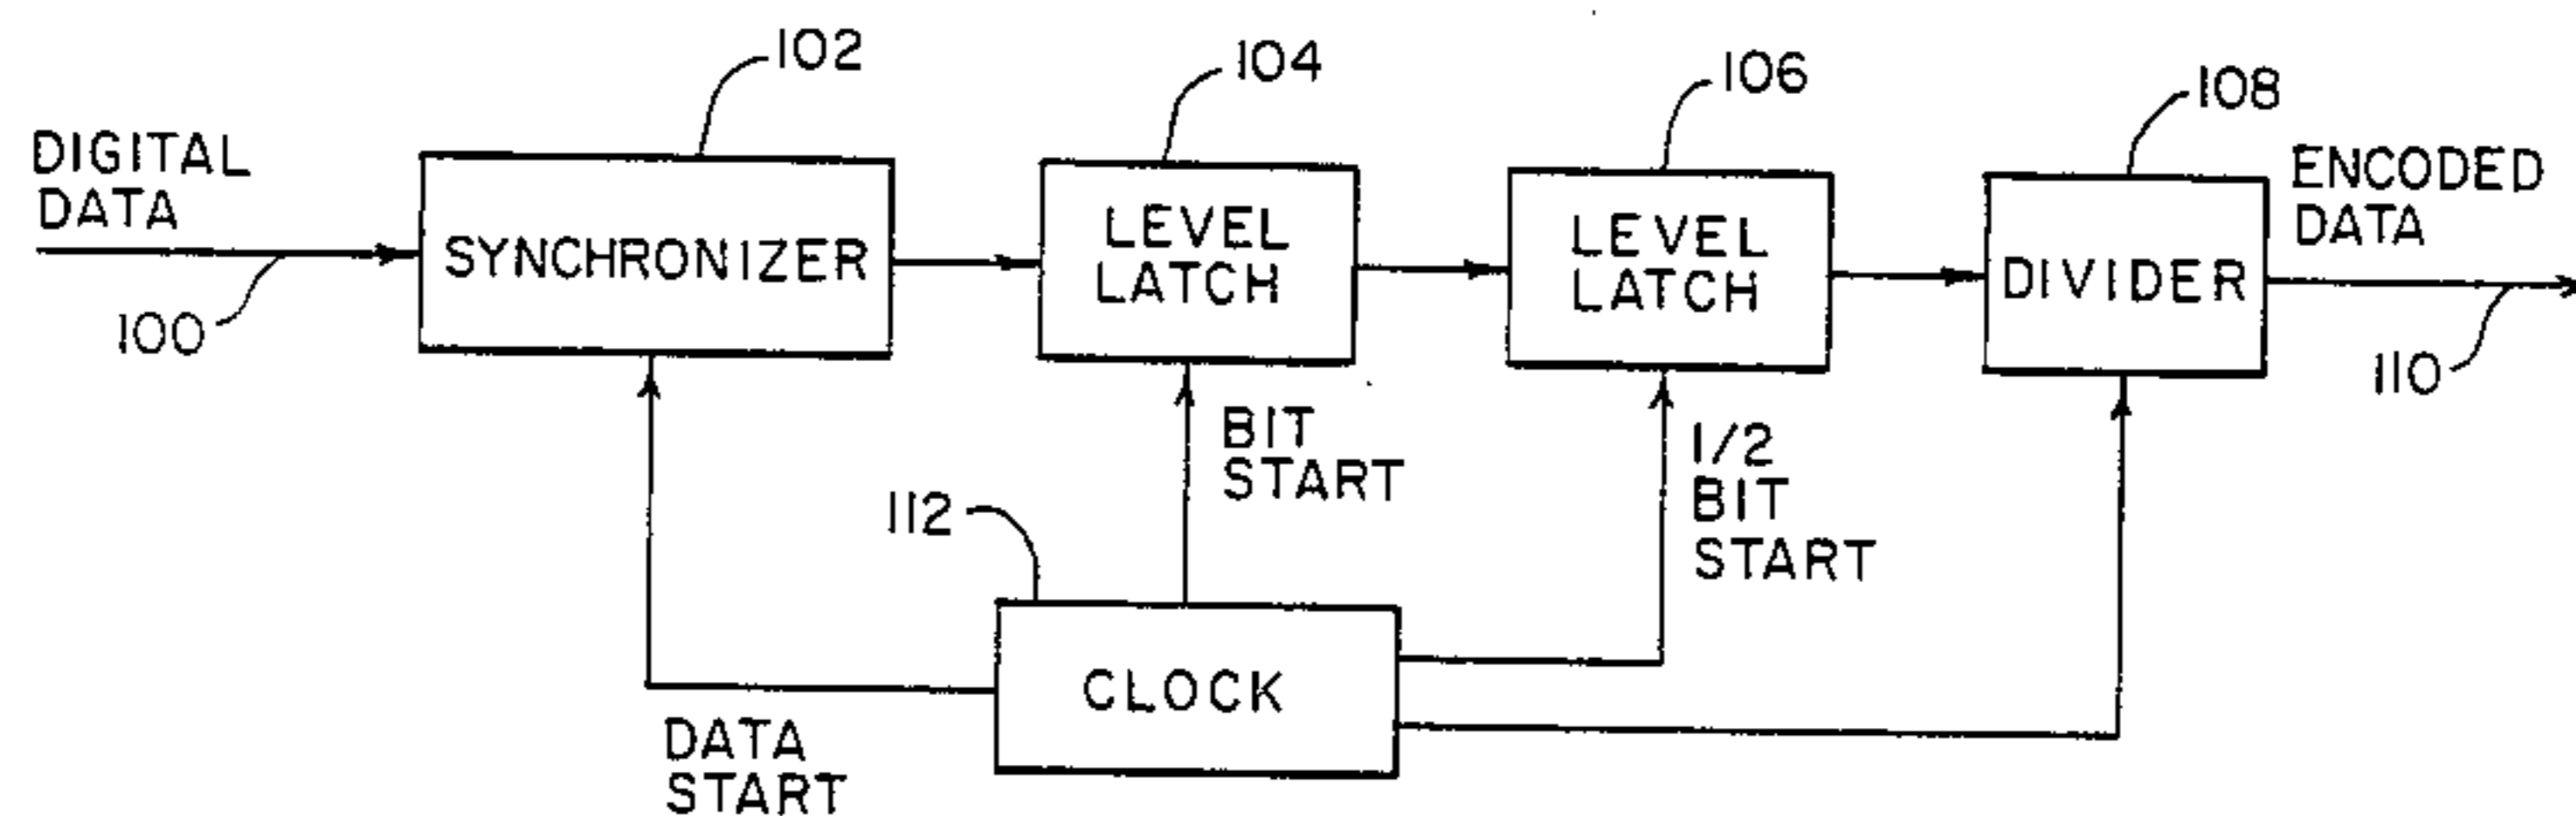 102
104
106
108
DIGITAL
DATA
SYNCHRONIZER
LEVEL
LATCH
LEVEL
LATCH
DIVIDER
ENCODED
DATA
100
110
BIT
START
1/2
BIT
START
112
CLOCK
DATA
START